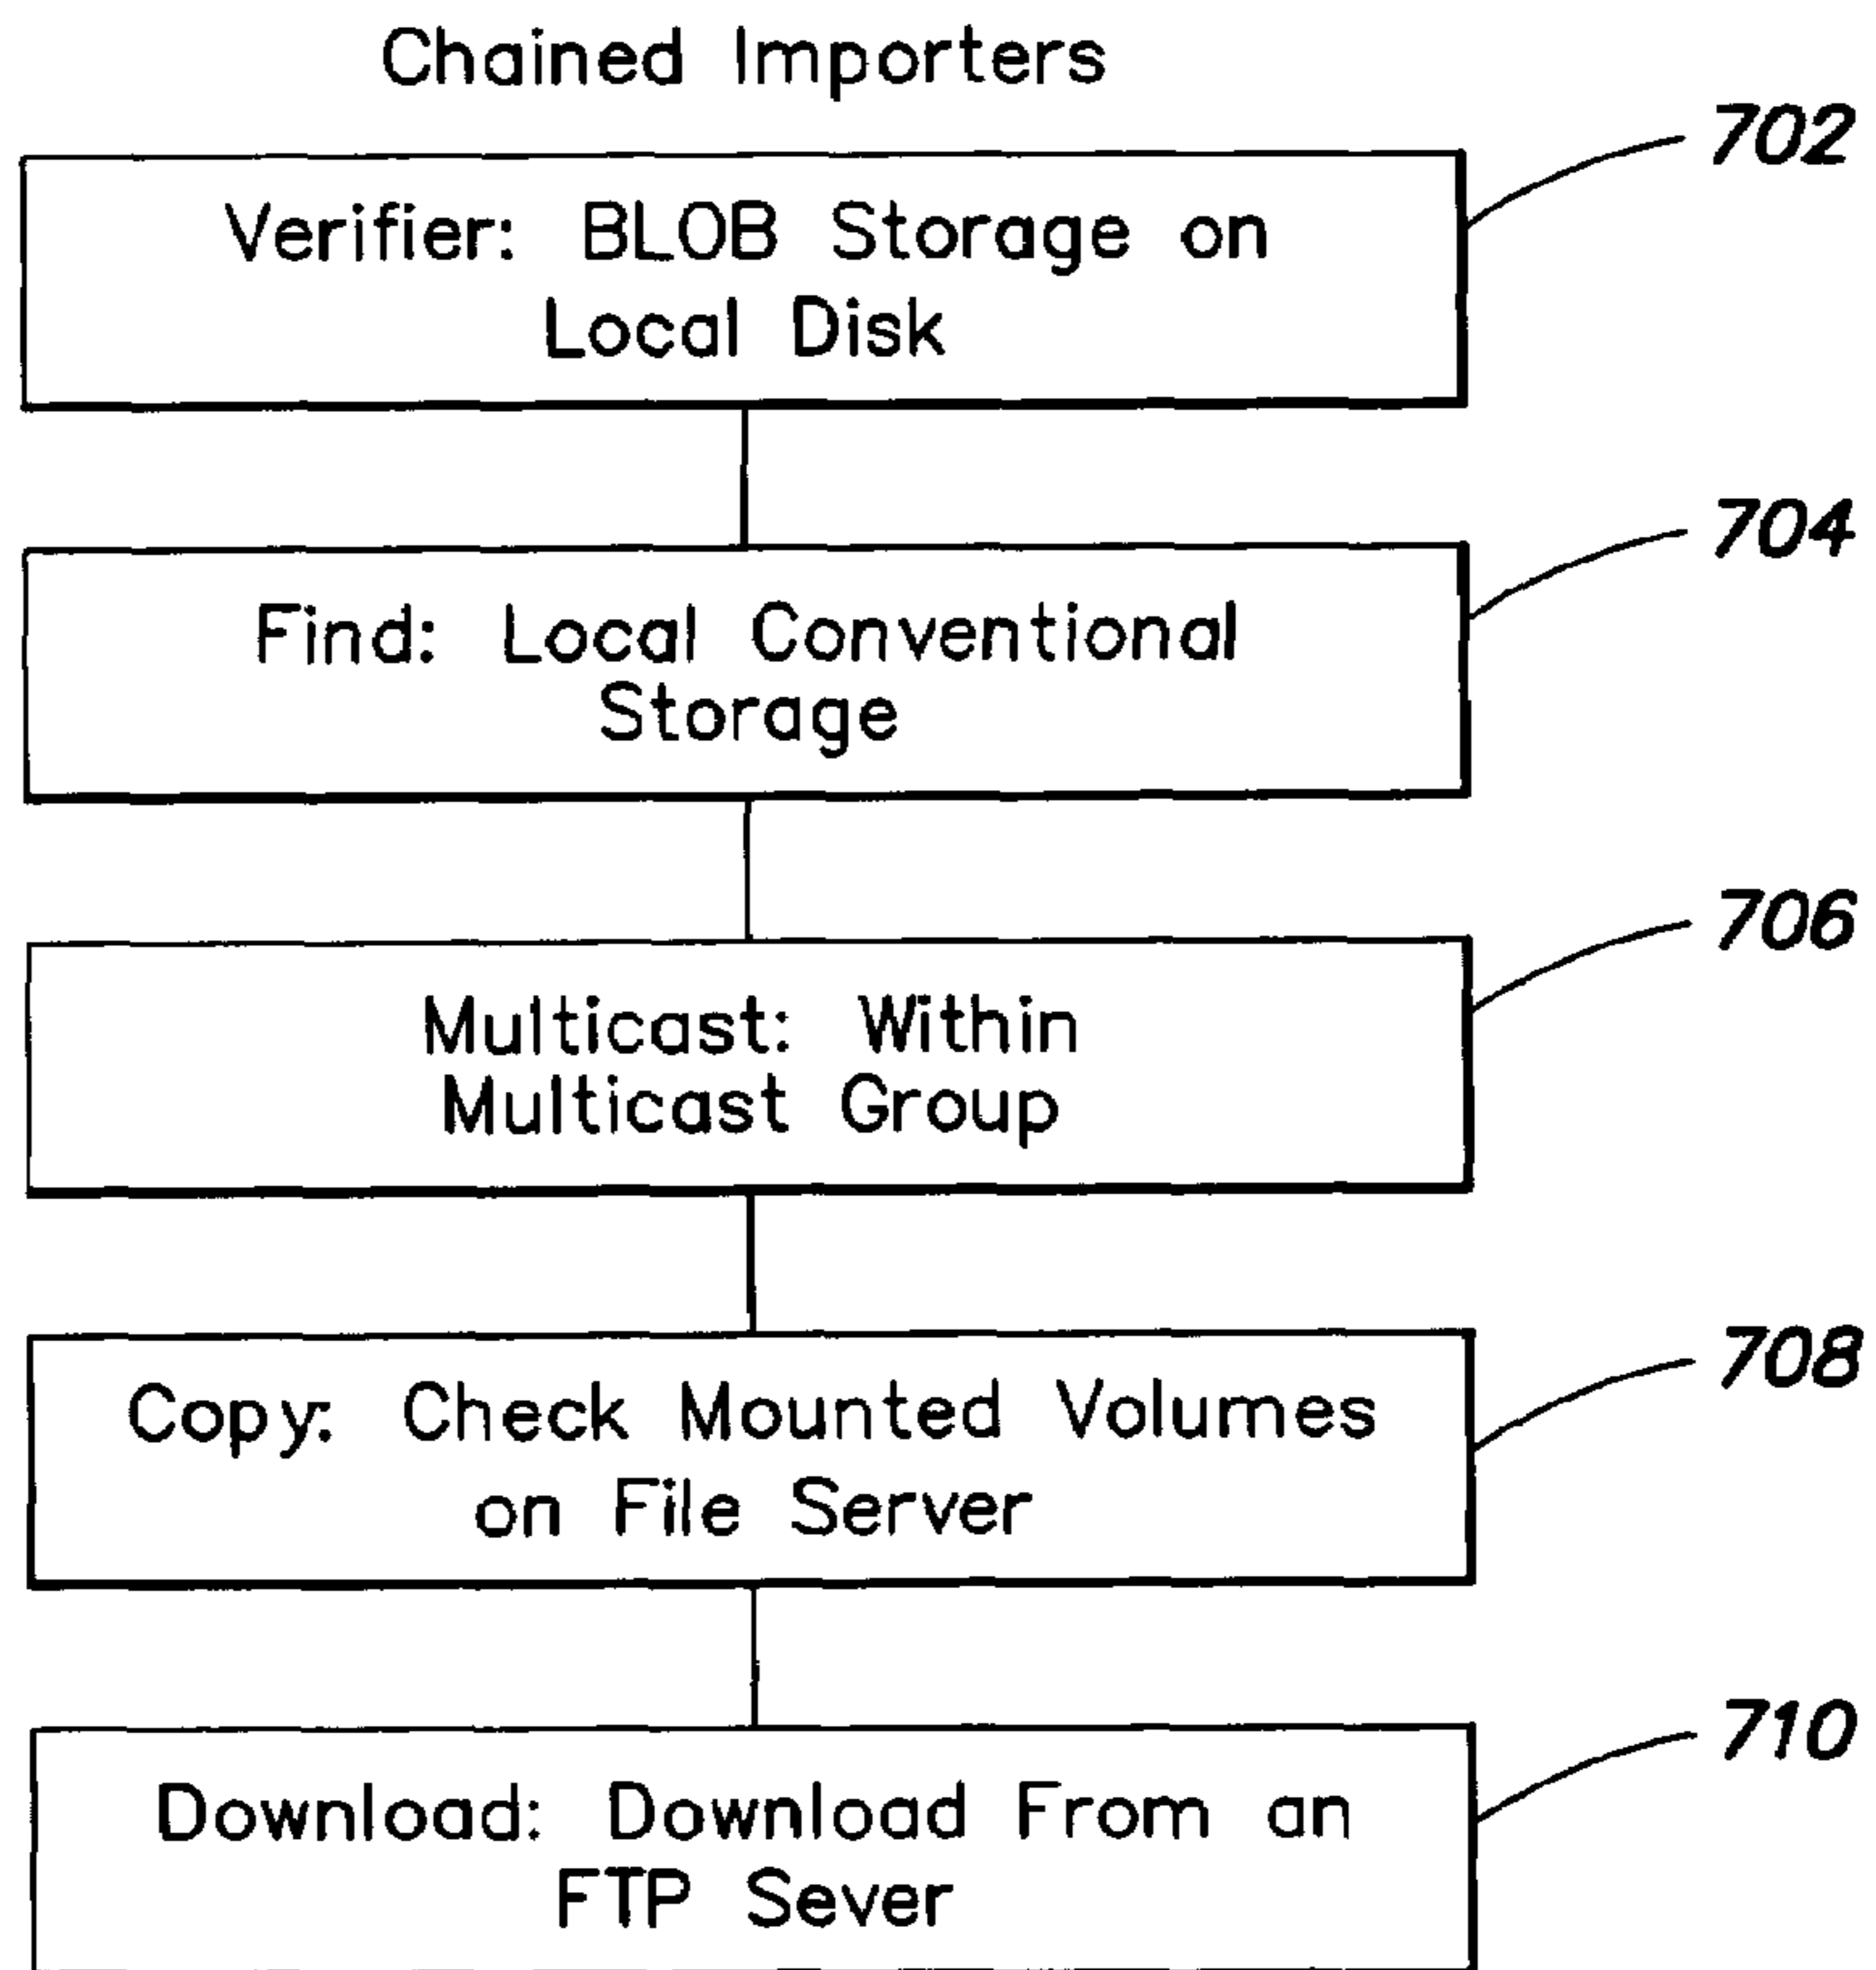 Chained Importers
702
Verifier: BLOB Storage on
Local Disk
704
Find: Local Conventional
Storage
706
Multicast: Within
Multicast Group
708
Copy: Check Mounted Volumes
on File Server
710
Download: Download From an
FTP Sever